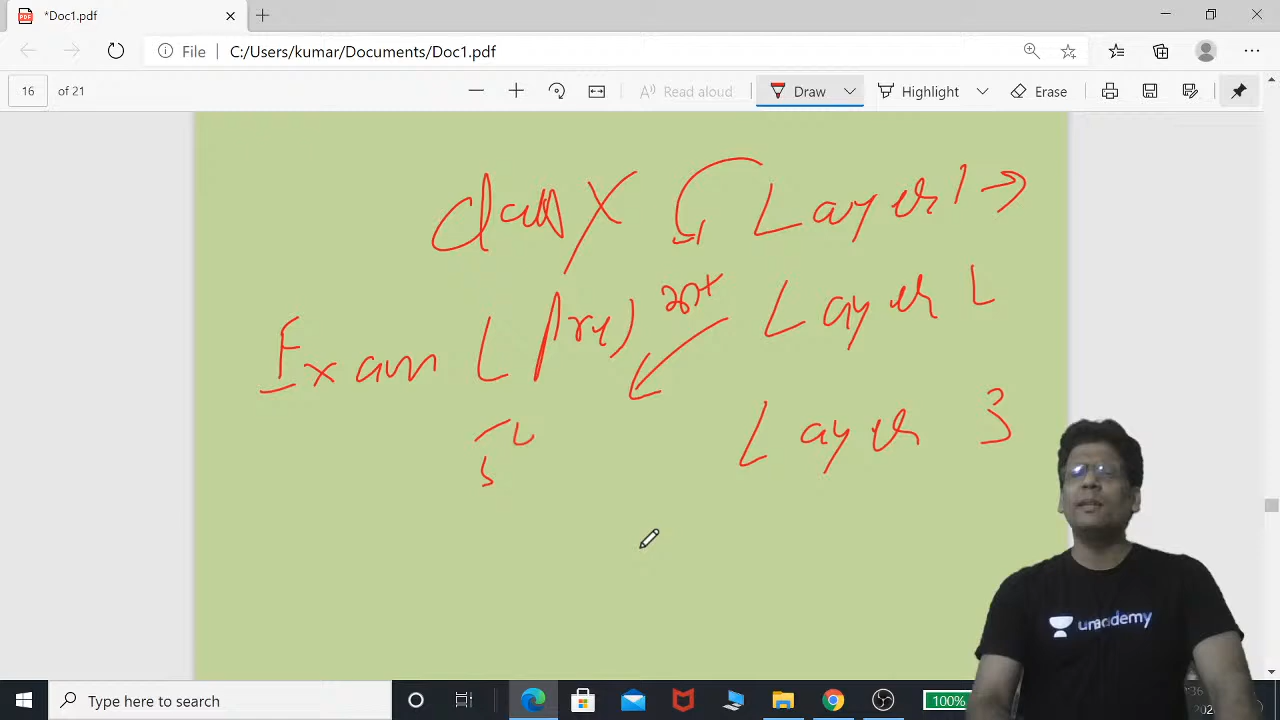 *Doc1.pdf
File C:/Users/kumar/Documents/Doc1.pdf
16 of 21 Read aloud Draw Highlight Erase
class X Layer 1
Exam L Layer L
Layer 3
unacademy
Type here to search 100%